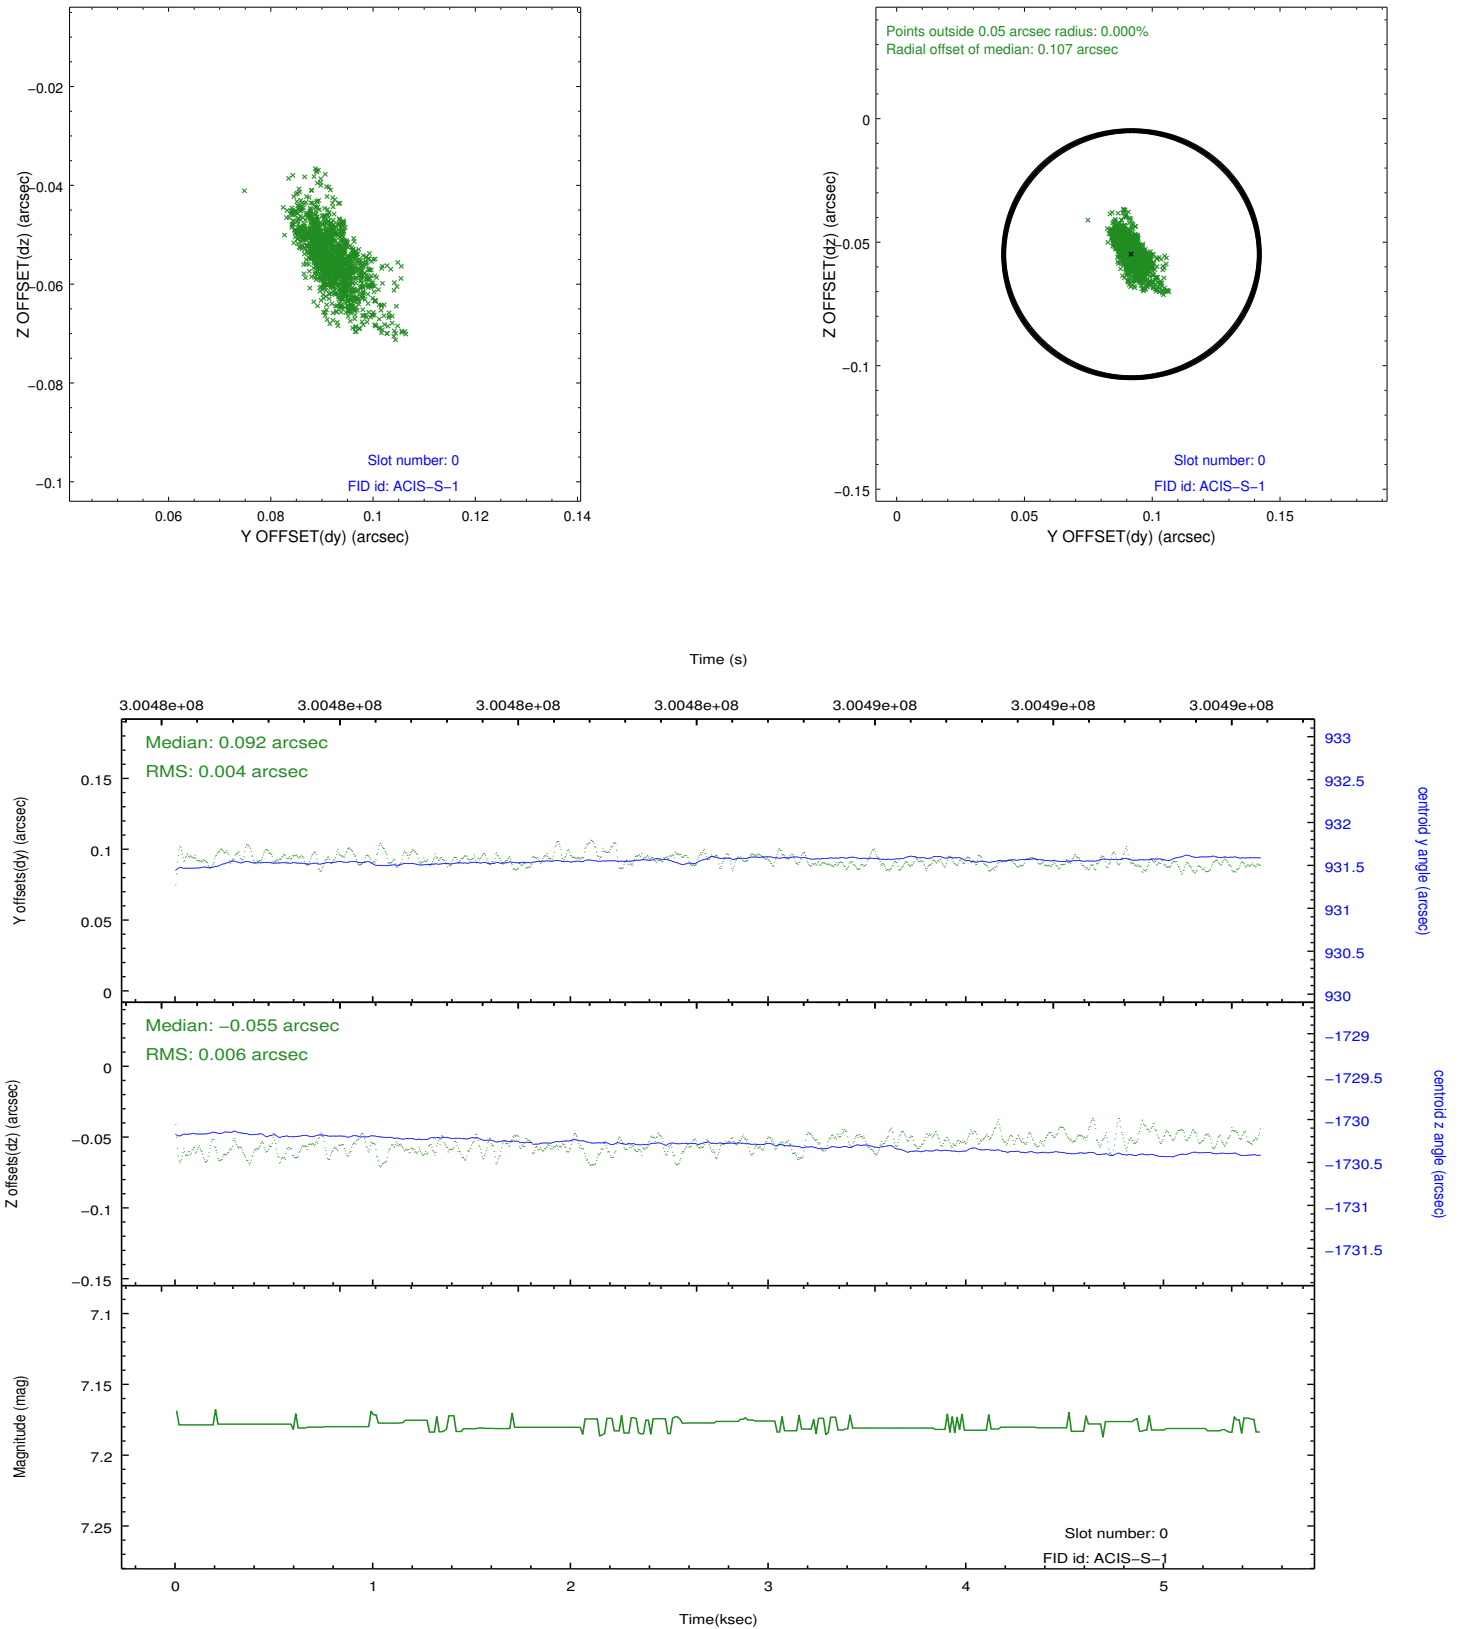 −0.02
−0.04
−0.06
−0.08
−0.1
Z OFFSET(dz) (arcsec)
0.06
0.08
0.1
0.12
0.14
Y OFFSET(dy) (arcsec)
Slot number: 0
FID id: ACIS−S−1
Points outside 0.05 arcsec radius: 0.000%
Radial offset of median: 0.107 arcsec
0
−0.05
−0.1
−0.15
Z OFFSET(dz) (arcsec)
0
0.05
0.1
0.15
Y OFFSET(dy) (arcsec)
Slot number: 0
FID id: ACIS−S−1
Time (s)
3.0048e+08
3.0048e+08
3.0048e+08
3.0048e+08
3.0049e+08
3.0049e+08
3.0049e+08
Median: 0.092 arcsec
RMS: 0.004 arcsec
0.15
0.1
0.05
0
Y offsets(dy) (arcsec)
933
932.5
932
931.5
931
930.5
930
centroid y angle (arcsec)
Median: −0.055 arcsec
RMS: 0.006 arcsec
0
−0.05
−0.1
−0.15
Z offsets(dz) (arcsec)
−1729
−1729.5
−1730
−1730.5
−1731
−1731.5
centroid z angle (arcsec)
7.1
7.15
7.2
7.25
Magnitude (mag)
Slot number: 0
FID id: ACIS−S−1
0
1
2
3
4
5
Time(ksec)